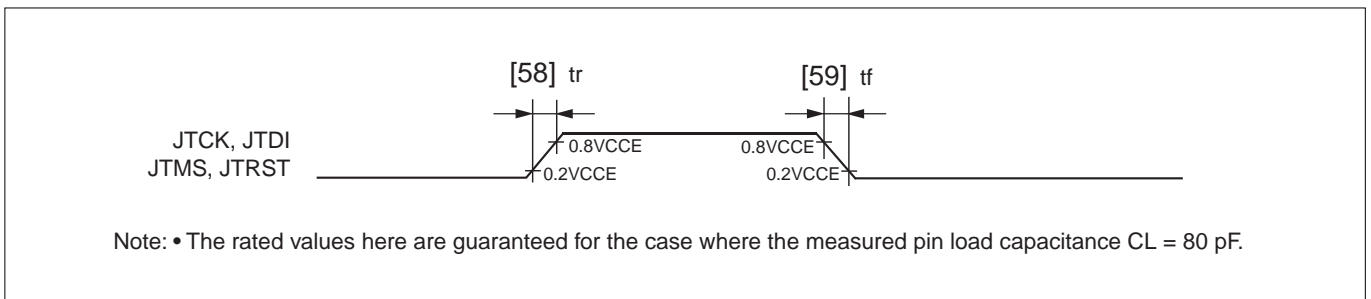 [58] tr
[59] tf
JTCK, JTDI
JTMS, JTRST
0.8VCCE
0.8VCCE
0.2VCCE
0.2VCCE
Note: • The rated values here are guaranteed for the case where the measured pin load capacitance CL = 80 pF.